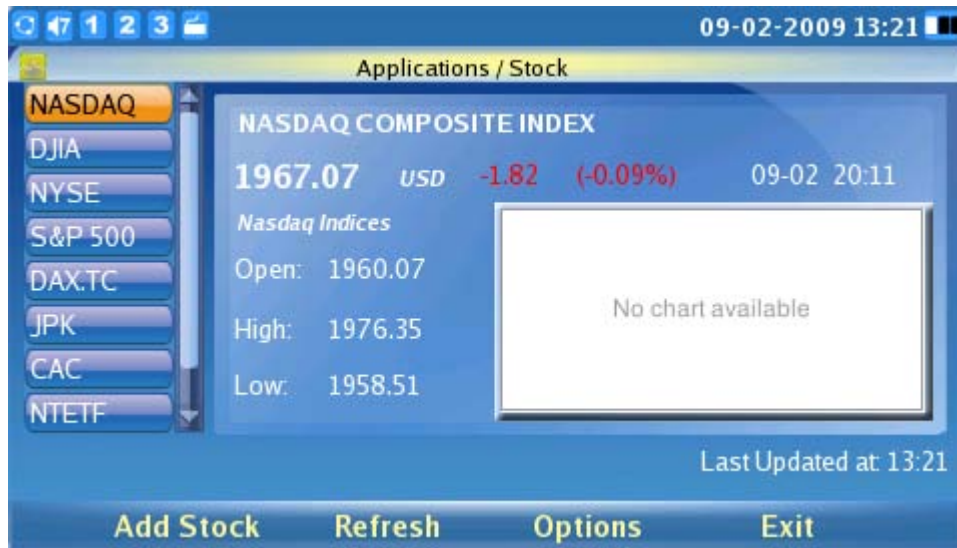 47 1 2 3 09-02-2009 13:21
Applications / Stock
NASDAQ
DJIA
NYSE
S&P 500
DAX.TC
JPK
CAC
NTETF
NASDAQ COMPOSITE INDEX
1967.07 USD -1.82 (-0.09%) 09-02 20:11
Nasdaq Indices
Open: 1960.07
High: 1976.35
Low: 1958.51
No chart available
Last Updated at: 13:21
Add Stock Refresh Options Exit